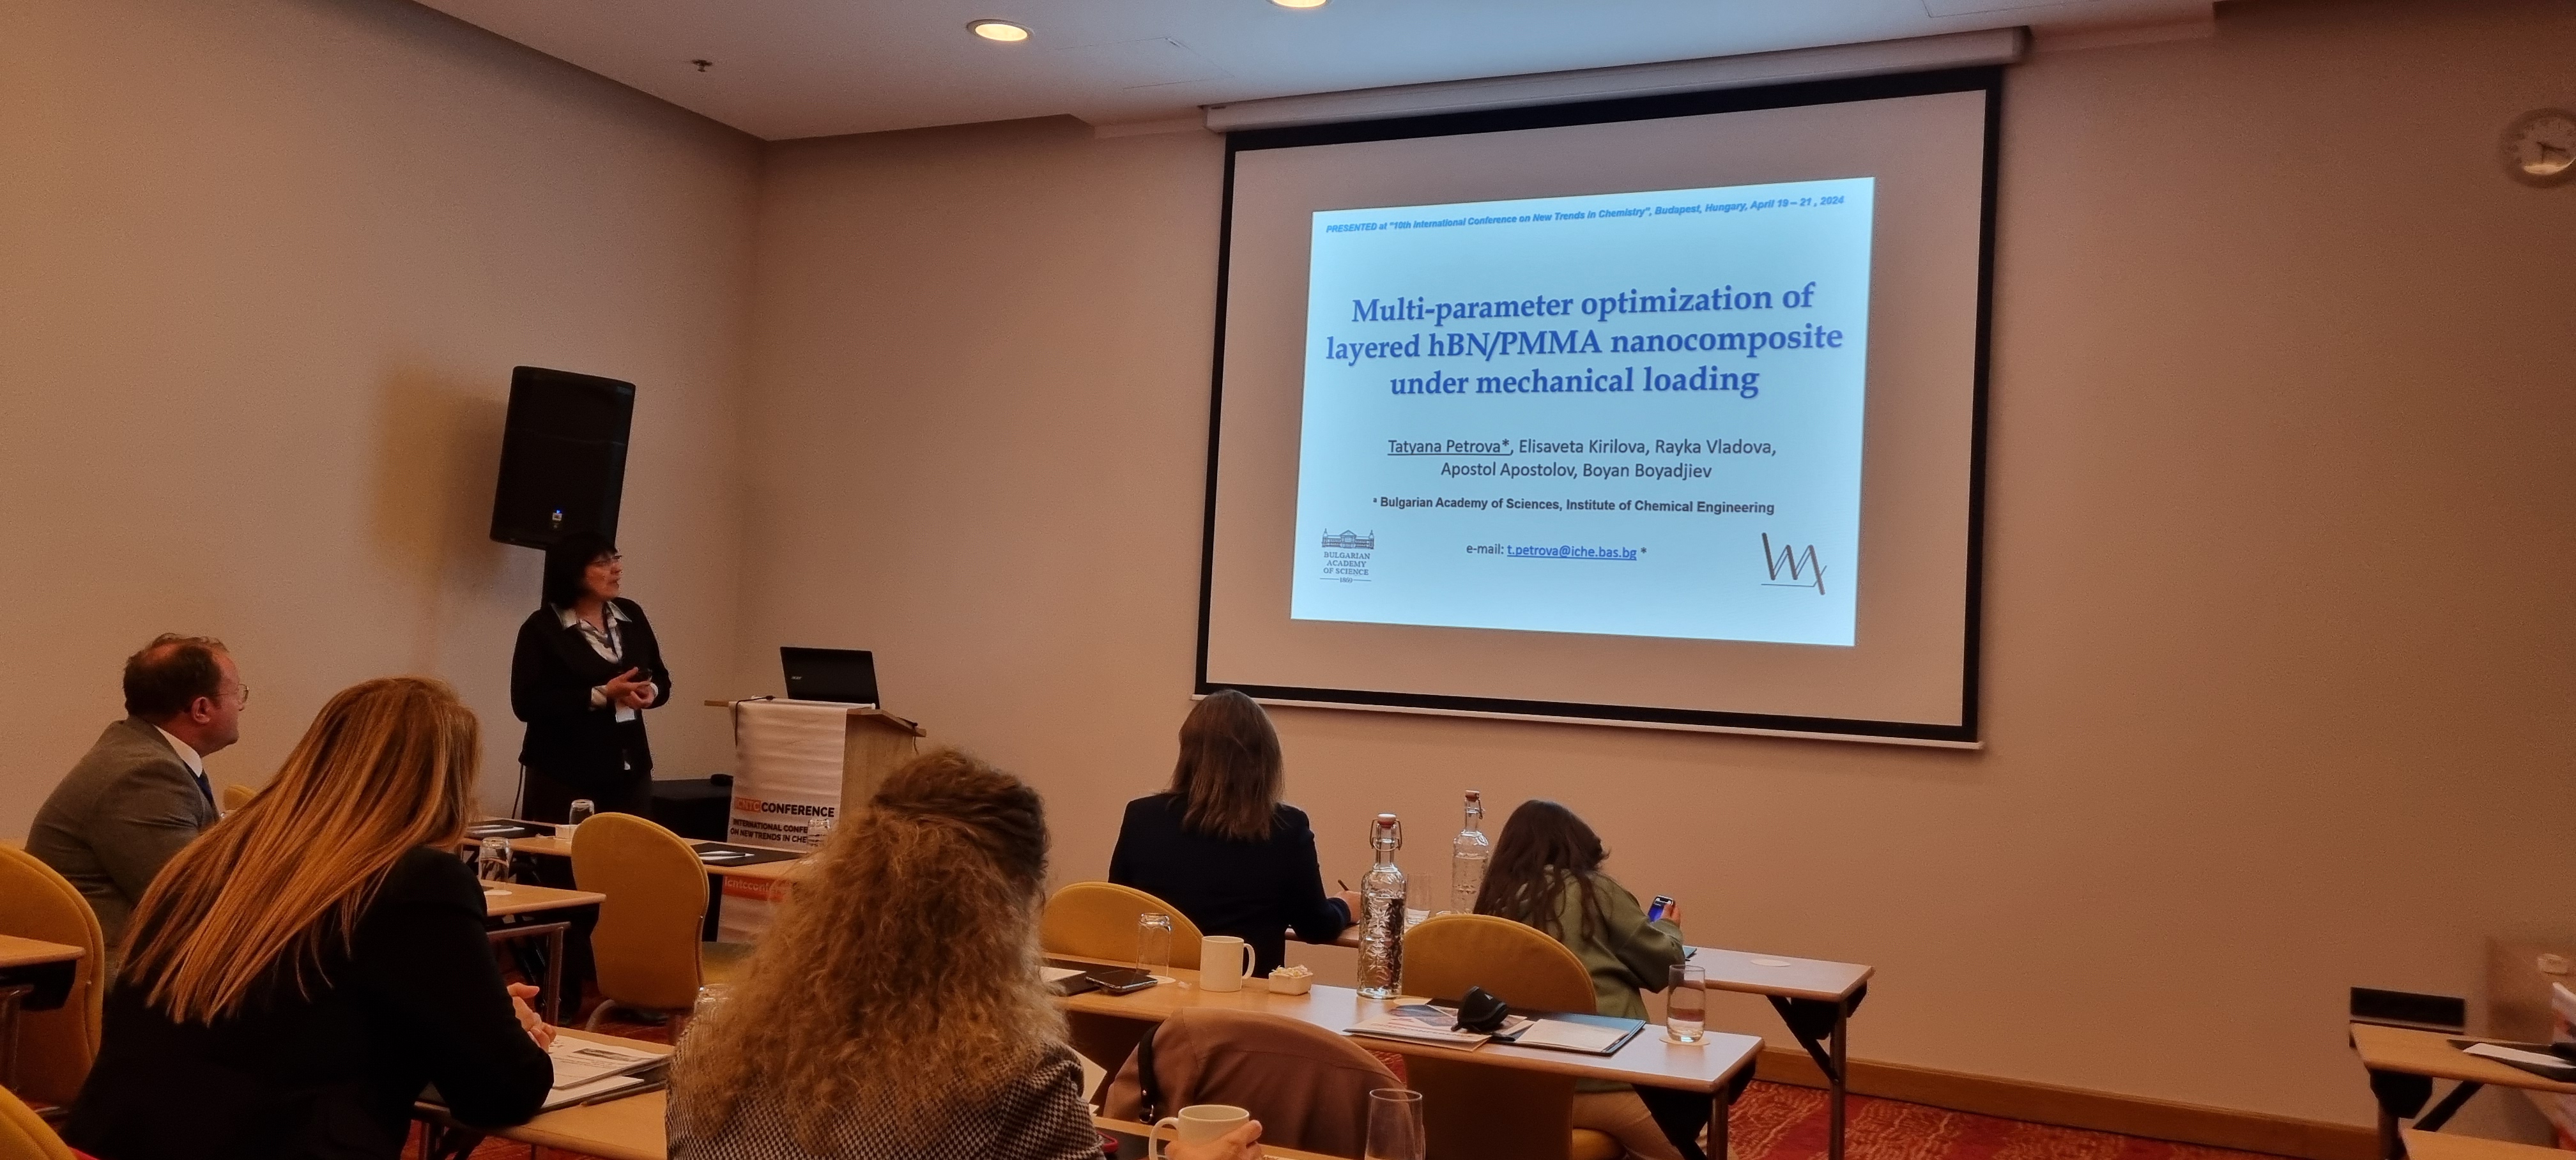 PRESENTED at "10th International Conference on New Trends in Chemistry", Budapest, Hungary, April 19 – 21 , 2024
Multi-parameter optimization of
layered hBN/PMMA nanocomposite
under mechanical loading
Tatyana Petrova*, Elisaveta Kirilova, Rayka Vladova,
Apostol Apostolov, Boyan Boyadjiev
ª Bulgarian Academy of Sciences, Institute of Chemical Engineering
e-mail: t.petrova@iche.bas.bg *
BULGARIAN
ACADEMY
OF SCIENCE
1869
ICNTC CONFERENCE
INTERNATIONAL CONFE
ON NEW TRENDS IN CHE
icntcconf